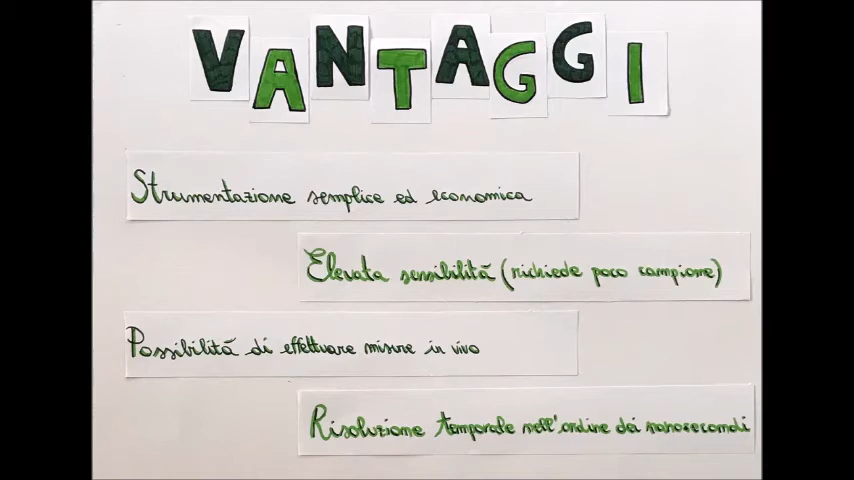 VANTAGGI
Strumentazione semplice ed economica
Elevata sensibilità (richiede poco campione)
Possibilità di effettuare misure in vivo
Risoluzione temporale nell'ordine dei nanosecondi